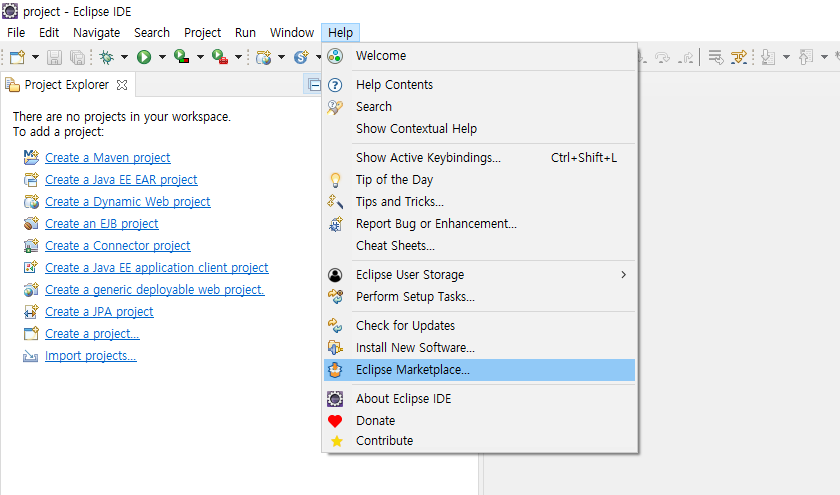 project - Eclipse IDE
File Edit Navigate Search Project Run Window Help
Project Explorer
There are no projects in your workspace.
To add a project:
Create a Maven project
Create a Java EE EAR project
Create a Dynamic Web project
Create an EJB project
Create a Connector project
Create a Java EE application client project
Create a generic deployable web project.
Create a JPA project
Create a project...
Import projects...
Welcome
Help Contents
Search
Show Contextual Help
Show Active Keybindings... Ctrl+Shift+L
Tip of the Day
Tips and Tricks...
Report Bug or Enhancement...
Cheat Sheets...
Eclipse User Storage
Perform Setup Tasks...
Check for Updates
Install New Software...
Eclipse Marketplace...
About Eclipse IDE
Donate
Contribute